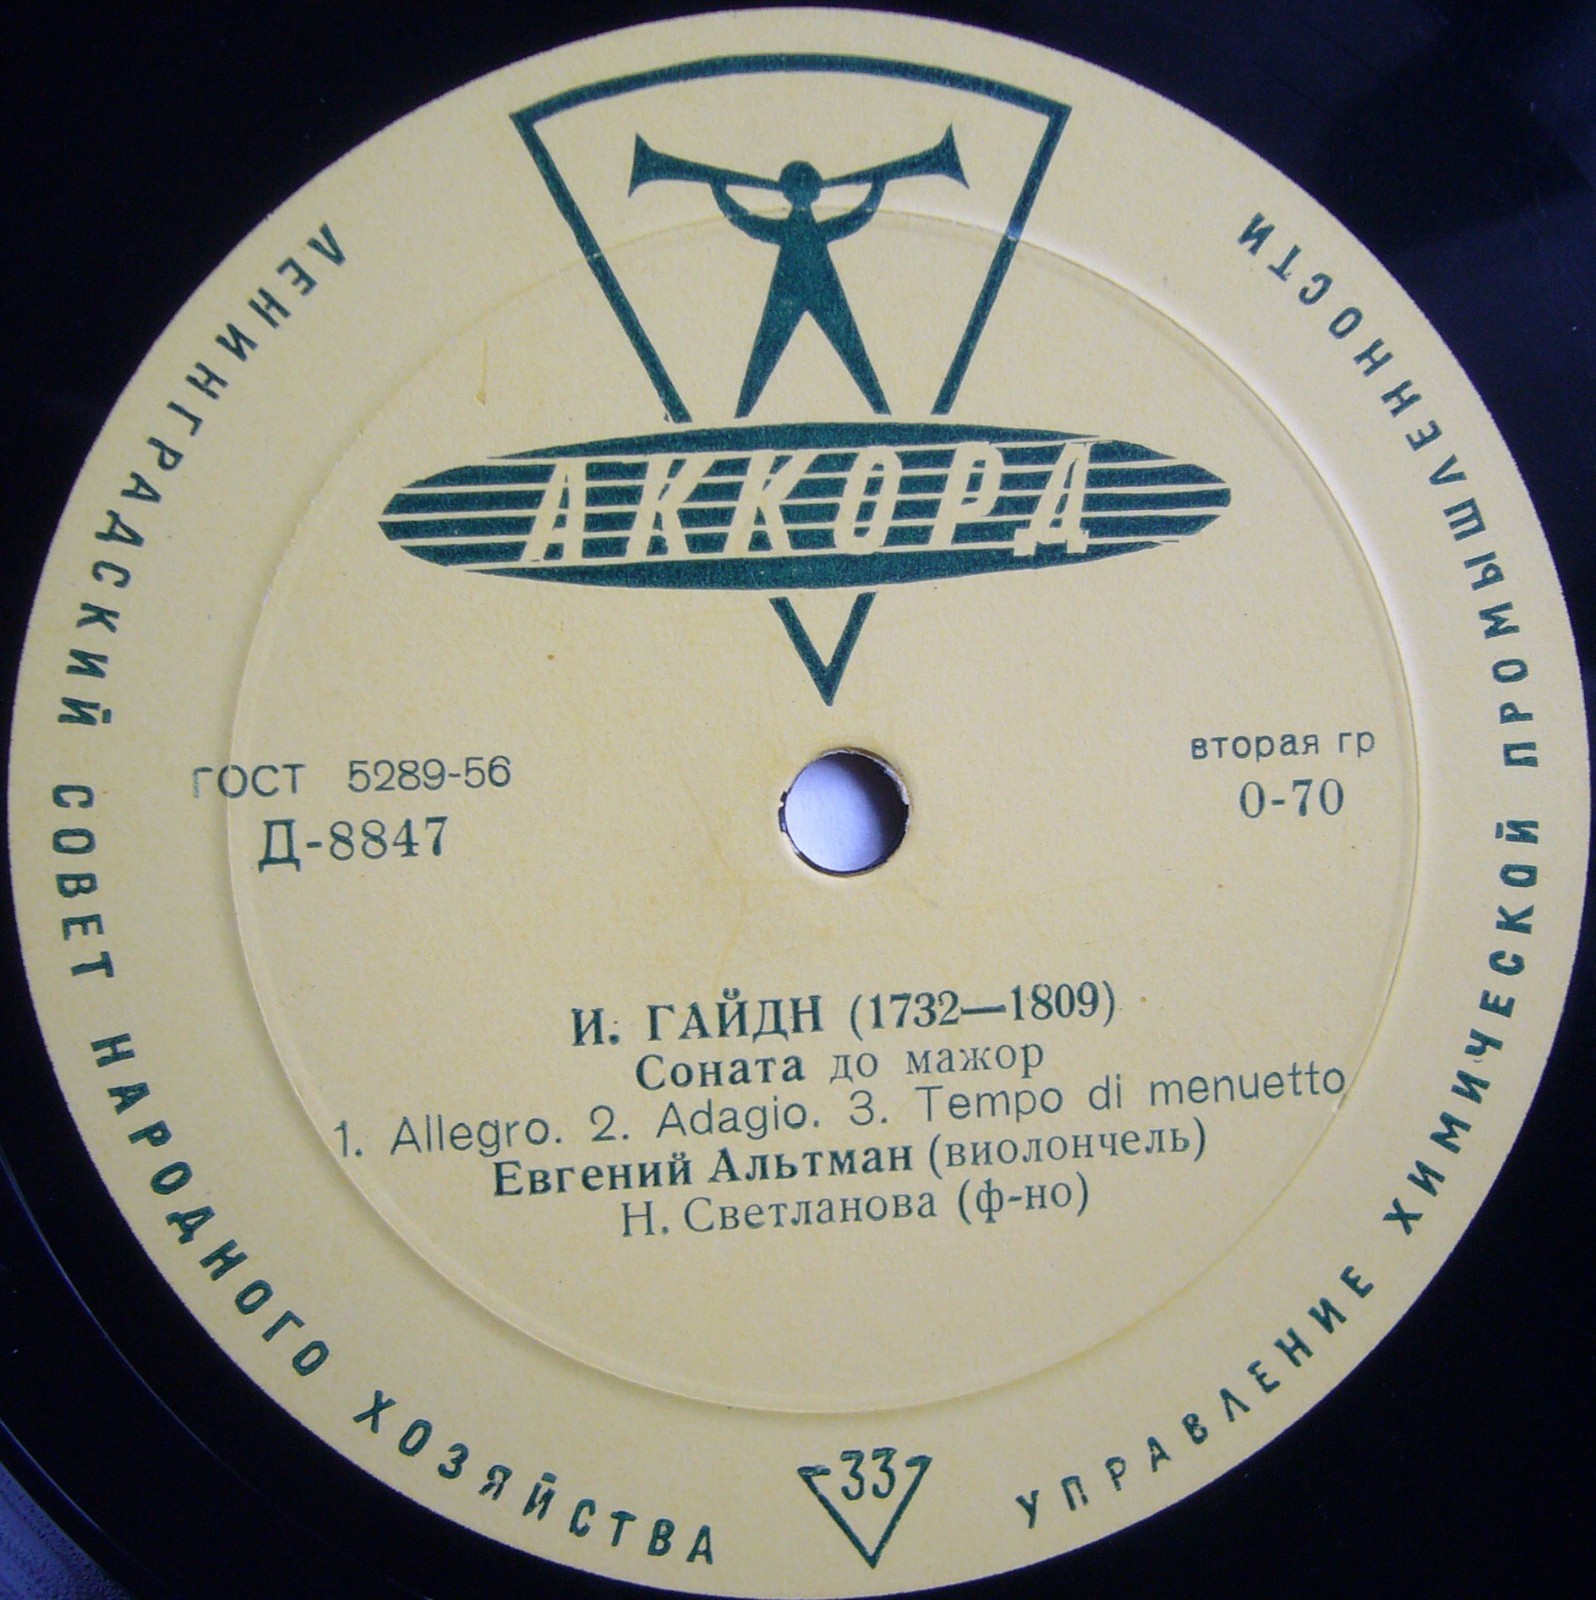 АККОРД
ЛЕНИНГРАДСКИЙ СОВЕТ НАРОДНОГО ХОЗЯЙСТВА
УПРАВЛЕНИЕ ХИМИЧЕСКОЙ ПРОМЫШЛЕННОСТИ
ГОСТ 5289-56
Д-8847
вторая гр
0-70
И. ГАЙДН (1732—1809)
Соната до мажор
1. Allegro. 2. Adagio. 3. Tempo di menuetto
Евгений Альтман (виолончель)
Н. Светланова (ф-но)
33